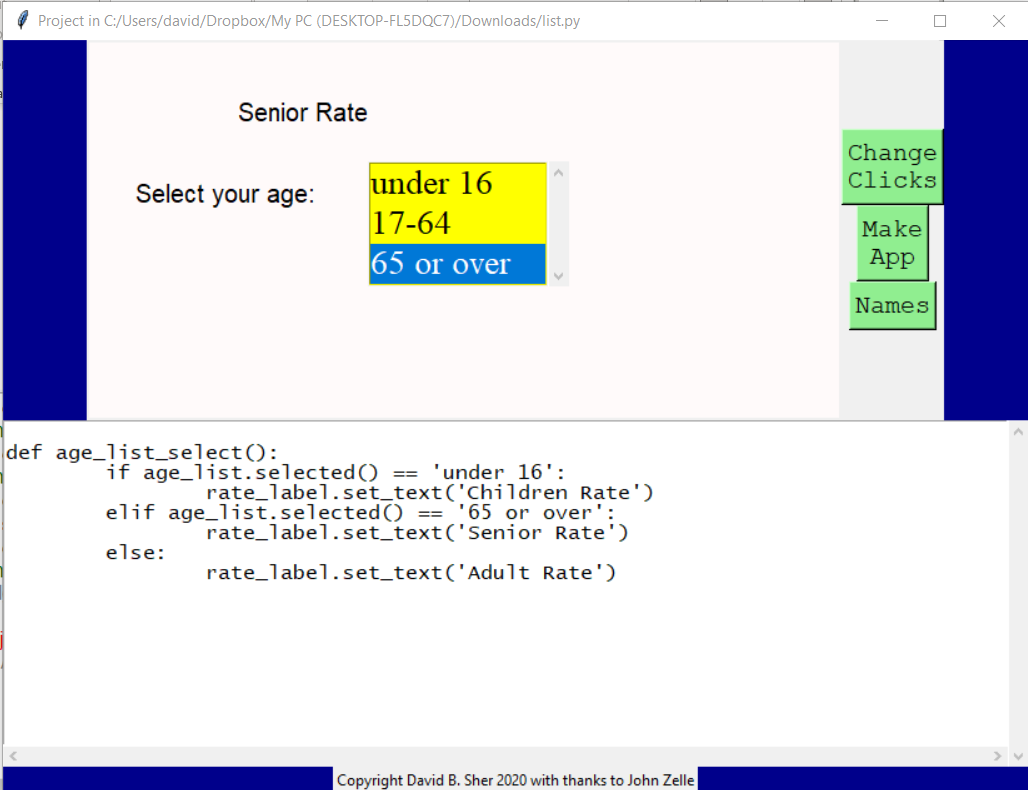 Project in C:/Users/david/Dropbox/My PC (DESKTOP-FL5DQC7)/Downloads/list.py
Senior Rate
Select your age:
under 16
17-64
65 or over
Change
Clicks
Make
App
Names
def age_list_select():
        if age_list.selected() == 'under 16':
                rate_label.set_text('Children Rate')
        elif age_list.selected() == '65 or over':
                rate_label.set_text('Senior Rate')
        else:
                rate_label.set_text('Adult Rate')
Copyright David B. Sher 2020 with thanks to John Zelle